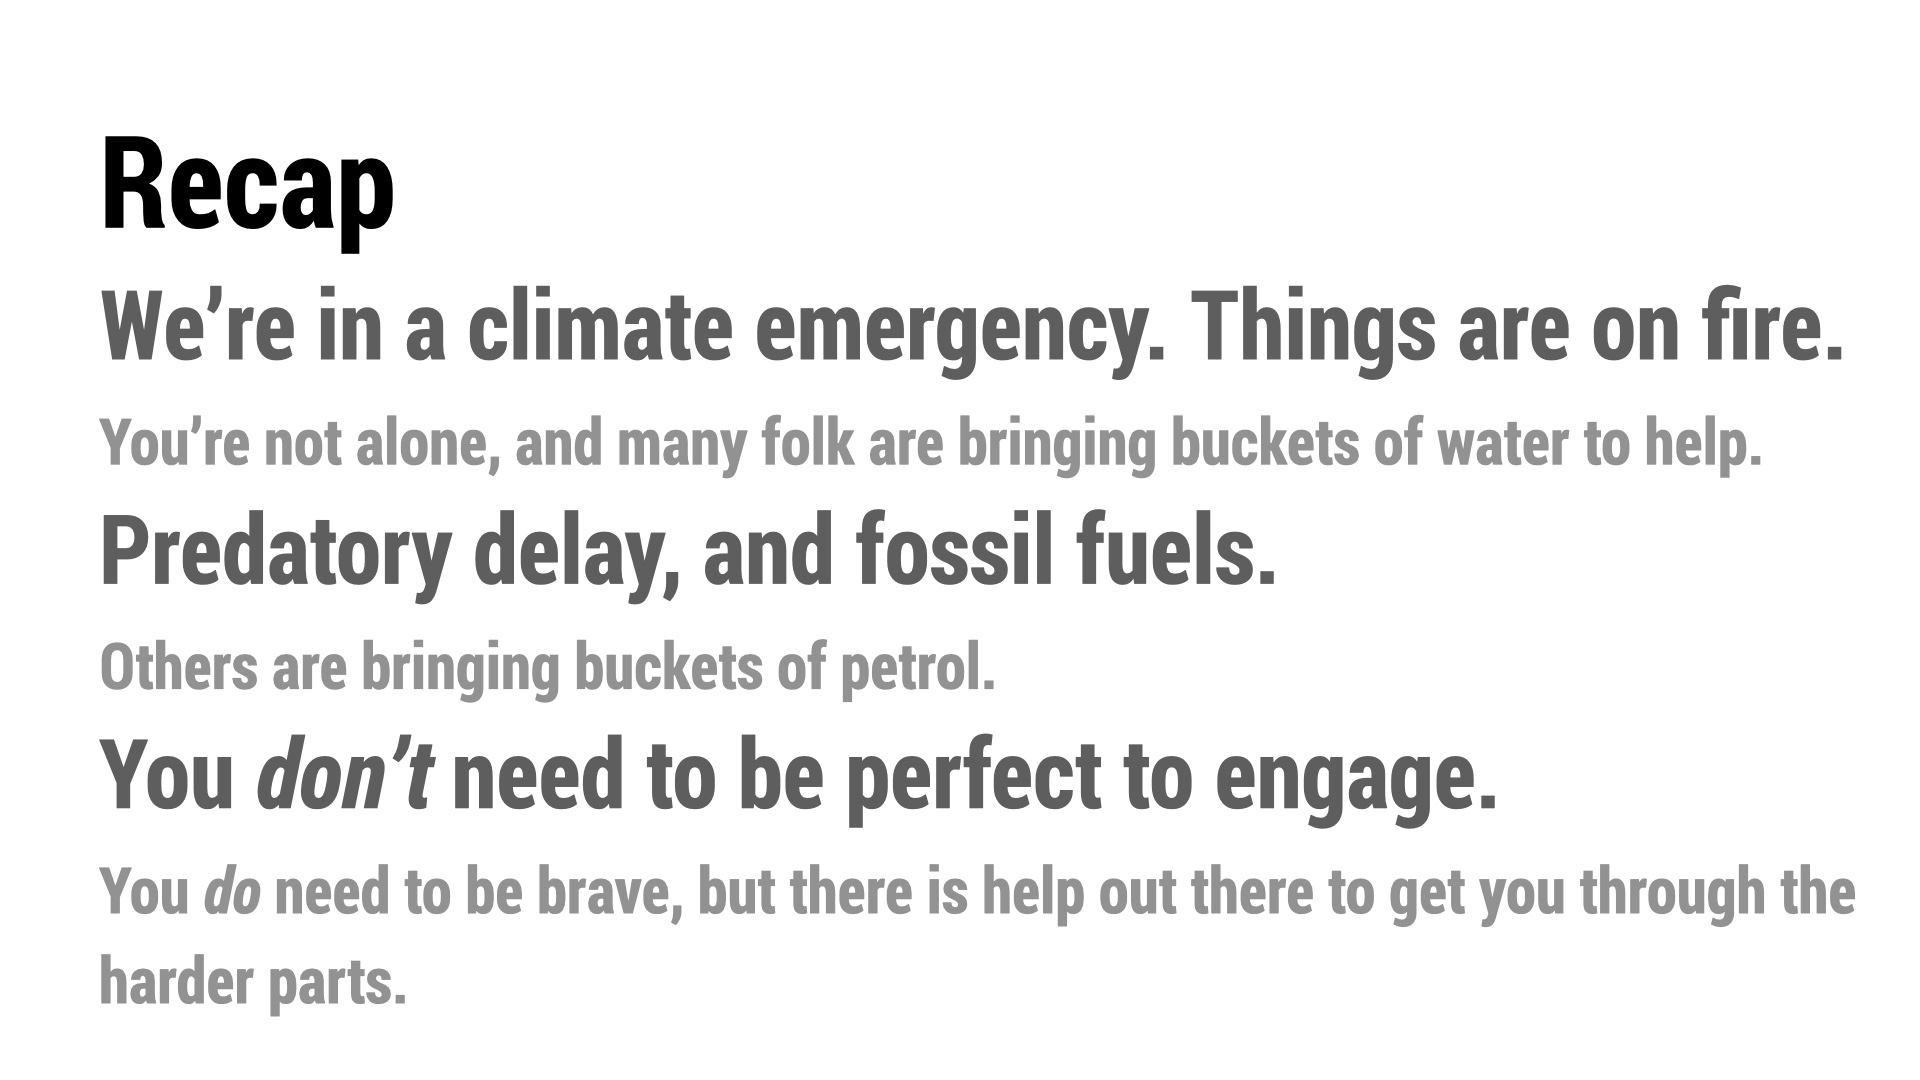 Recap
We’re in a climate emergency. Things are on fire.
You’re not alone, and many folk are bringing buckets of water to help.
Predatory delay, and fossil fuels.
Others are bringing buckets of petrol.
You don’t need to be perfect to engage.
You do need to be brave, but there is help out there to get you through the
harder parts.